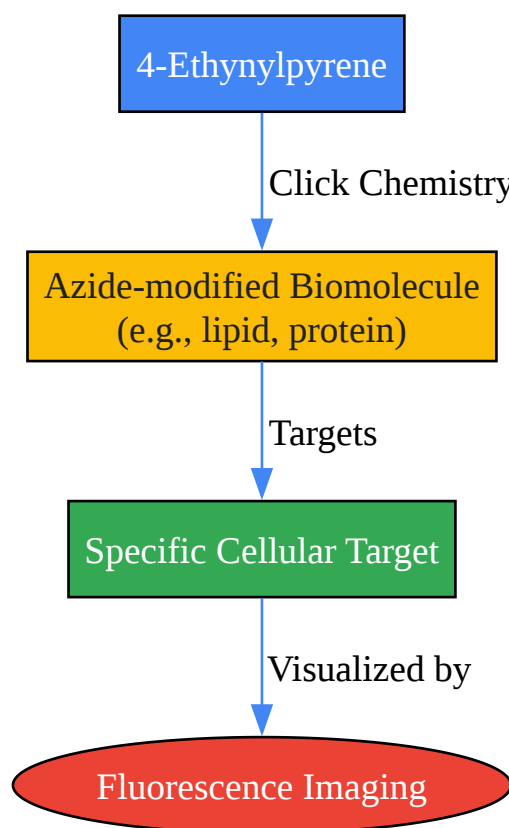 4-Ethynylpyrene
Click Chemistry
Azide-modified Biomolecule
(e.g., lipid, protein)
Targets
Specific Cellular Target
Visualized by
Fluorescence Imaging